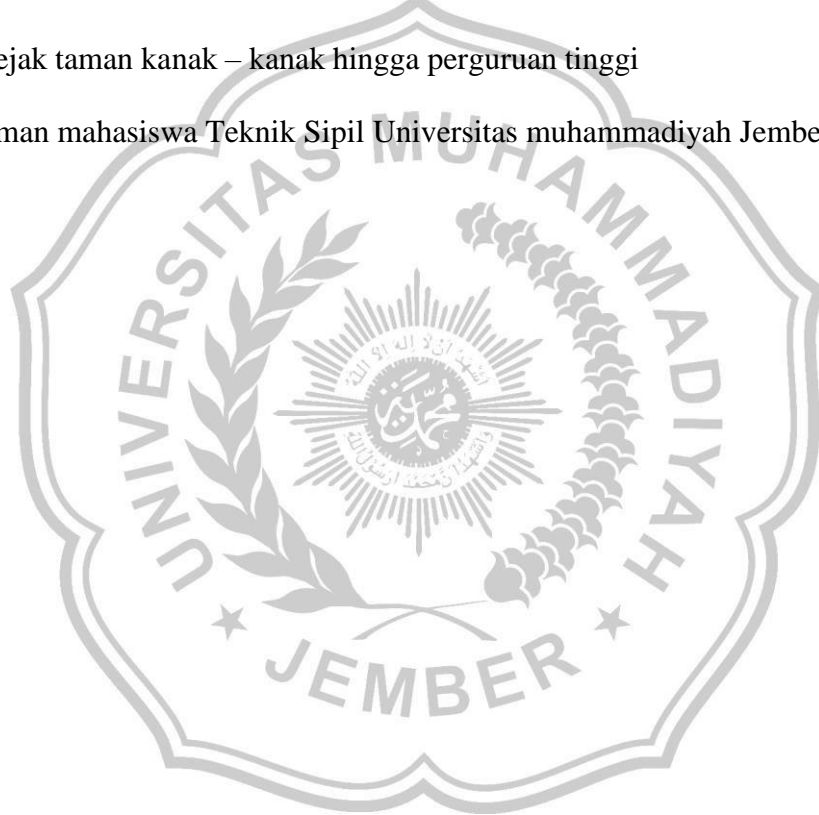 ejak taman kanak – kanak hingga perguruan tinggi
man mahasiswa Teknik Sipil Universitas muhammadiyah Jembe
UNIVERSITAS MUHAMMADIYAH
JEMBER